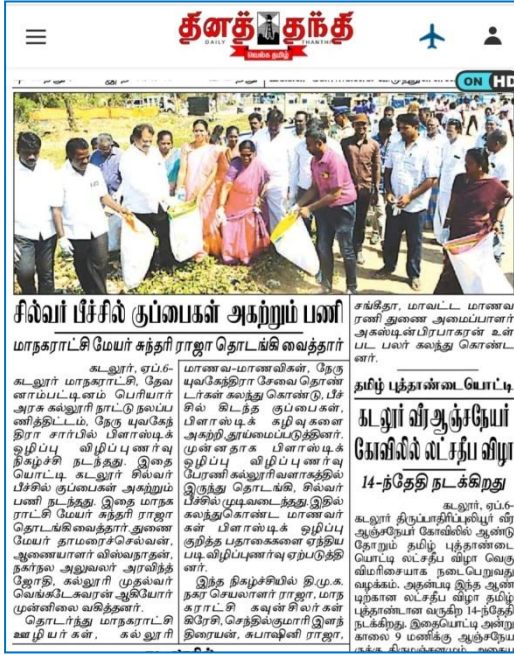 தினத்தந்தி
DAILY THANTHI
வெல்க தமிழ்
ON HD
சில்வர் பீச்சில் குப்பைகள் அகற்றும் பணி
மாநகராட்சி மேயர் சுந்தரி ராஜா தொடங்கி வைத்தார்
கடலூர், ஏப்.6-
கடலூர் மாநகராட்சி, தேவ
னாம்பட்டினம் பெரியார்
அரசு கல்லூரி நாட்டு நலப்ப
ணித்திட்டம், நேரு யுவகேந்
திரா சார்பில் பிளாஸ்டிக்
ஒழிப்பு விழிப்புணர்வு
நிகழ்ச்சி நடந்தது. இதை
யொட்டி கடலூர் சில்வர்
பீச்சில் குப்பைகள் அகற்றும்
பணி நடந்தது. இதை மாநக
ராட்சி மேயர் சுந்தரி ராஜா
தொடங்கிவைத்தார்.துணை
மேயர் தாமரைச்செல்வன்,
ஆணையாளர் விஸ்வநாதன்,
நகர்நல அலுவலர் அரவிந்த்
ஜோதி, கல்லூரி முதல்வர்
வெங்கடேசுவரன் ஆகியோர்
முன்னிலை வகித்தனர்.
தொடர்ந்து மாநகராட்சி
ஊழியர்கள், கல்லூரி
மாணவ-மாணவிகள், நேரு
யுவகேந்திரா சேவை தொண்
டர்கள் கலந்து கொண்டு, பீச்
சில் கிடந்த குப்பைகள்,
பிளாஸ்டிக் கழிவுகளை
அகற்றி,தூய்மைப்படுத்தினர்.
முன்னதாக பிளாஸ்டிக்
ஒழிப்பு விழிப்புணர்வு
பேரணி கல்லூரி வளாகத்தில்
இருந்து தொடங்கி, சில்வர்
பீச்சில் முடிவடைந்தது.இதில்
கலந்துகொண்ட மாணவர்
கள் பிளாஸ்டிக் ஒழிப்பு
குறித்த பதாகைகளை ஏந்திய
படி விழிப்புணர்வு ஏற்படுத்தி
னர்.
இந்த நிகழ்ச்சியில் தி.மு.க.
நகர செயலாளர் ராஜா, மாந
கராட்சி கவுன்சிலர்கள்
கிரேசி, செந்தில்குமாரி இளந்
திரையன், சுபாஷினி ராஜா,
சங்கீதா, மாவட்ட மாணவ
ரணி துணை அமைப்பாளர்
அகஸ்டின்பிரபாகரன் உள்
பட பலர் கலந்து கொண்ட
னர்.
தமிழ் புத்தாண்டையொட்டி
கடலூர் வீரஆஞ்சநேயர்
கோவிலில் லட்சதீப விழா
14-ந்தேதி நடக்கிறது
கடலூர், ஏப்.6-
கடலூர் திருப்பாதிரிப்புலியூர் வீர
ஆஞ்சநேயர் கோவிலில் ஆண்டு
தோறும் தமிழ் புத்தாண்டை
யொட்டி லட்சதீப விழா வெகு
விமரிசையாக நடைபெறுவது
வழக்கம். அதன்படி இந்த ஆண்
டிற்கான லட்சதீப விழா தமிழ்
புத்தாண்டான வருகிற 14-ந்தேதி
நடக்கிறது. இதையொட்டி அன்று
காலை 9 மணிக்கு ஆஞ்சநேய